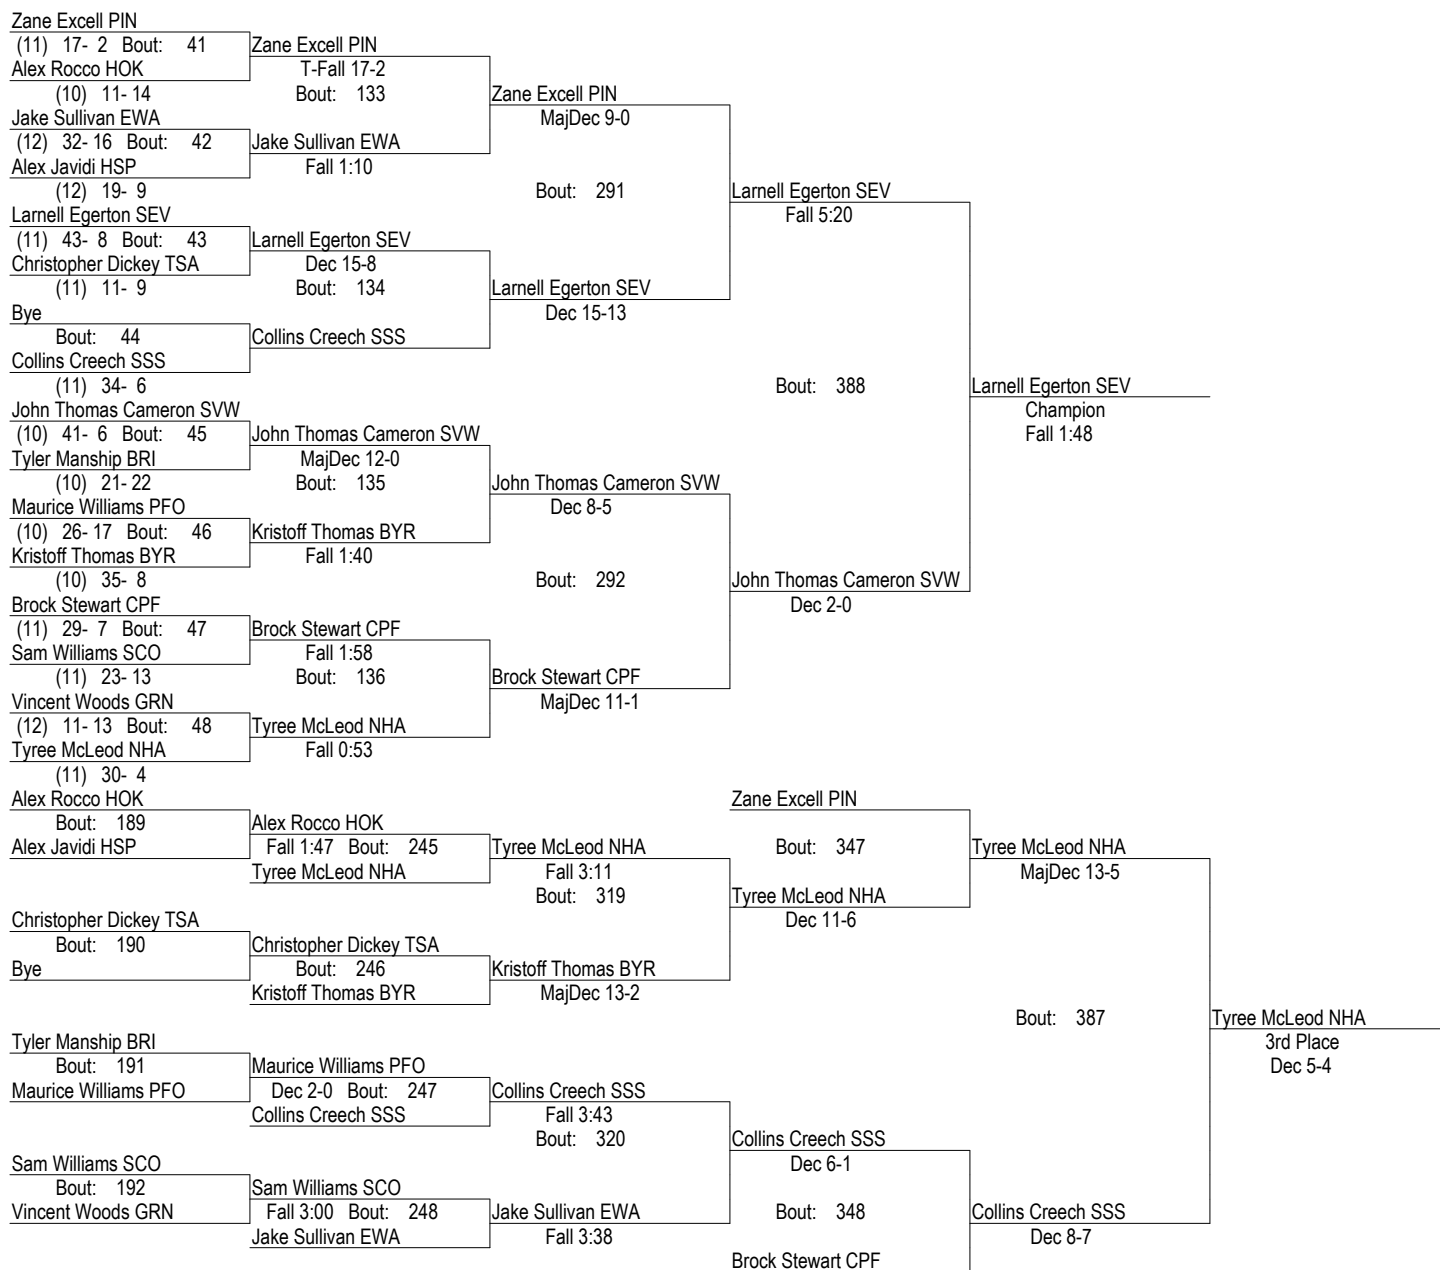 Zane Excell PIN
(11) 17- 2 Bout: 41 Zane Excell PIN
Alex Rocco HOK T-Fall 17-2
(10) 11- 14 Bout: 133 Zane Excell PIN
Jake Sullivan EWA MajDec 9-0
(12) 32- 16 Bout: 42 Jake Sullivan EWA
Alex Javidi HSP Fall 1:10
(12) 19- 9 Bout: 291 Larnell Egerton SEV
Larnell Egerton SEV Fall 5:20
(11) 43- 8 Bout: 43 Larnell Egerton SEV
Christopher Dickey TSA Dec 15-8
(11) 11- 9 Bout: 134 Larnell Egerton SEV
Bye Dec 15-13
Bout: 44 Collins Creech SSS
Collins Creech SSS
(11) 34- 6 Bout: 388 Larnell Egerton SEV
John Thomas Cameron SVW Champion
(10) 41- 6 Bout: 45 John Thomas Cameron SVW Fall 1:48
Tyler Manship BRI MajDec 12-0
(10) 21- 22 Bout: 135 John Thomas Cameron SVW
Maurice Williams PFO Dec 8-5
(10) 26- 17 Bout: 46 Kristoff Thomas BYR
Kristoff Thomas BYR Fall 1:40
(10) 35- 8 Bout: 292 John Thomas Cameron SVW
Brock Stewart CPF Dec 2-0
(11) 29- 7 Bout: 47 Brock Stewart CPF
Sam Williams SCO Fall 1:58
(11) 23- 13 Bout: 136 Brock Stewart CPF
Vincent Woods GRN MajDec 11-1
(12) 11- 13 Bout: 48 Tyree McLeod NHA
Tyree McLeod NHA Fall 0:53
(11) 30- 4
Alex Rocco HOK Zane Excell PIN
Bout: 189 Alex Rocco HOK
Alex Javidi HSP Fall 1:47 Bout: 245 Tyree McLeod NHA Bout: 347 Tyree McLeod NHA
Tyree McLeod NHA Fall 3:11 MajDec 13-5
Bout: 319 Tyree McLeod NHA
Christopher Dickey TSA Dec 11-6
Bout: 190 Christopher Dickey TSA
Bye Bout: 246 Kristoff Thomas BYR
Kristoff Thomas BYR MajDec 13-2
Bout: 387 Tyree McLeod NHA
Tyler Manship BRI 3rd Place
Bout: 191 Maurice Williams PFO Dec 5-4
Maurice Williams PFO Dec 2-0 Bout: 247 Collins Creech SSS
Collins Creech SSS Fall 3:43
Bout: 320 Collins Creech SSS
Sam Williams SCO Dec 6-1
Bout: 192 Sam Williams SCO
Vincent Woods GRN Fall 3:00 Bout: 248 Jake Sullivan EWA Bout: 348 Collins Creech SSS
Jake Sullivan EWA Fall 3:38 Dec 8-7
Brock Stewart CPF